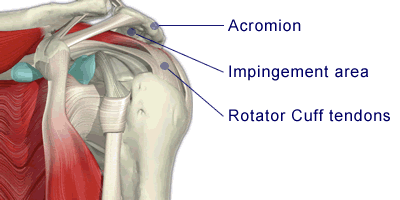 Acromion
Impingement area
Rotator Cuff tendons